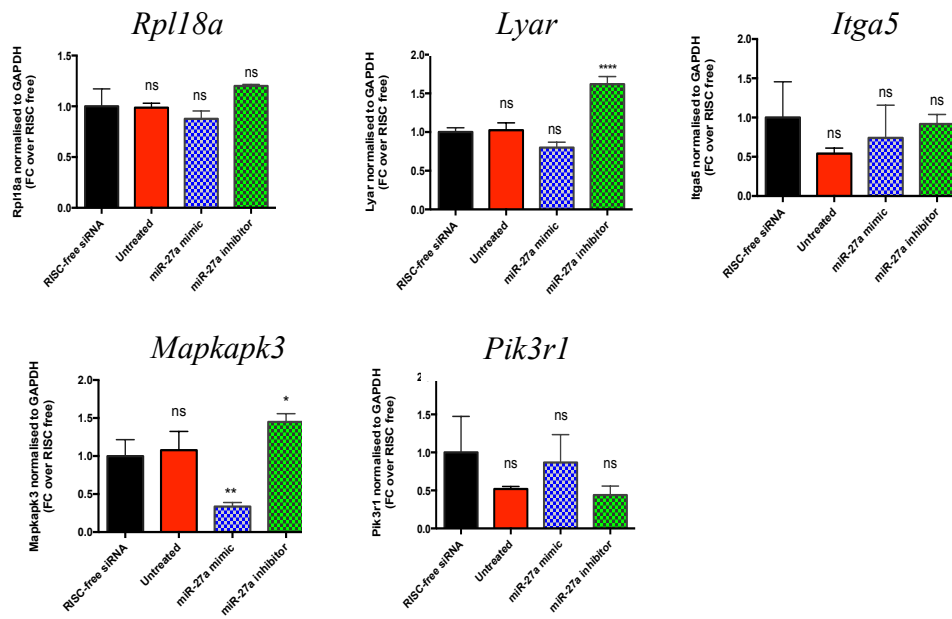 Rpl18a
Rpl18a normalised to GAPDH
(FC over RISC free)
1.5
1.0
0.5
0.0
ns
ns
ns
RISC-free siRNA
Untreated
miR-27a mimic
miR-27a inhibitor
Lyar
Lyar normalised to GAPDH
(FC over RISC free)
2.0
1.5
1.0
0.5
0.0
ns
ns
****
RISC-free siRNA
Untreated
miR-27a mimic
miR-27a inhibitor
Itga5
Itga5 normalised to GAPDH
(FC over RISC free)
2.0
1.5
1.0
0.5
0.0
ns
ns
ns
RISC-free siRNA
Untreated
miR-27a mimic
miR-27a inhibitor
Mapkapk3
Mapkapk3 normalised to GAPDH
(FC over RISC free)
2.0
1.5
1.0
0.5
0.0
ns
**
*
RISC-free siRNA
Untreated
miR-27a mimic
miR-27a inhibitor
Pik3r1
Pik3r1 normalised to GAPDH
(FC over RISC free)
2.0
1.5
1.0
0.5
0.0
ns
ns
ns
RISC-free siRNA
Untreated
miR-27a mimic
miR-27a inhibitor